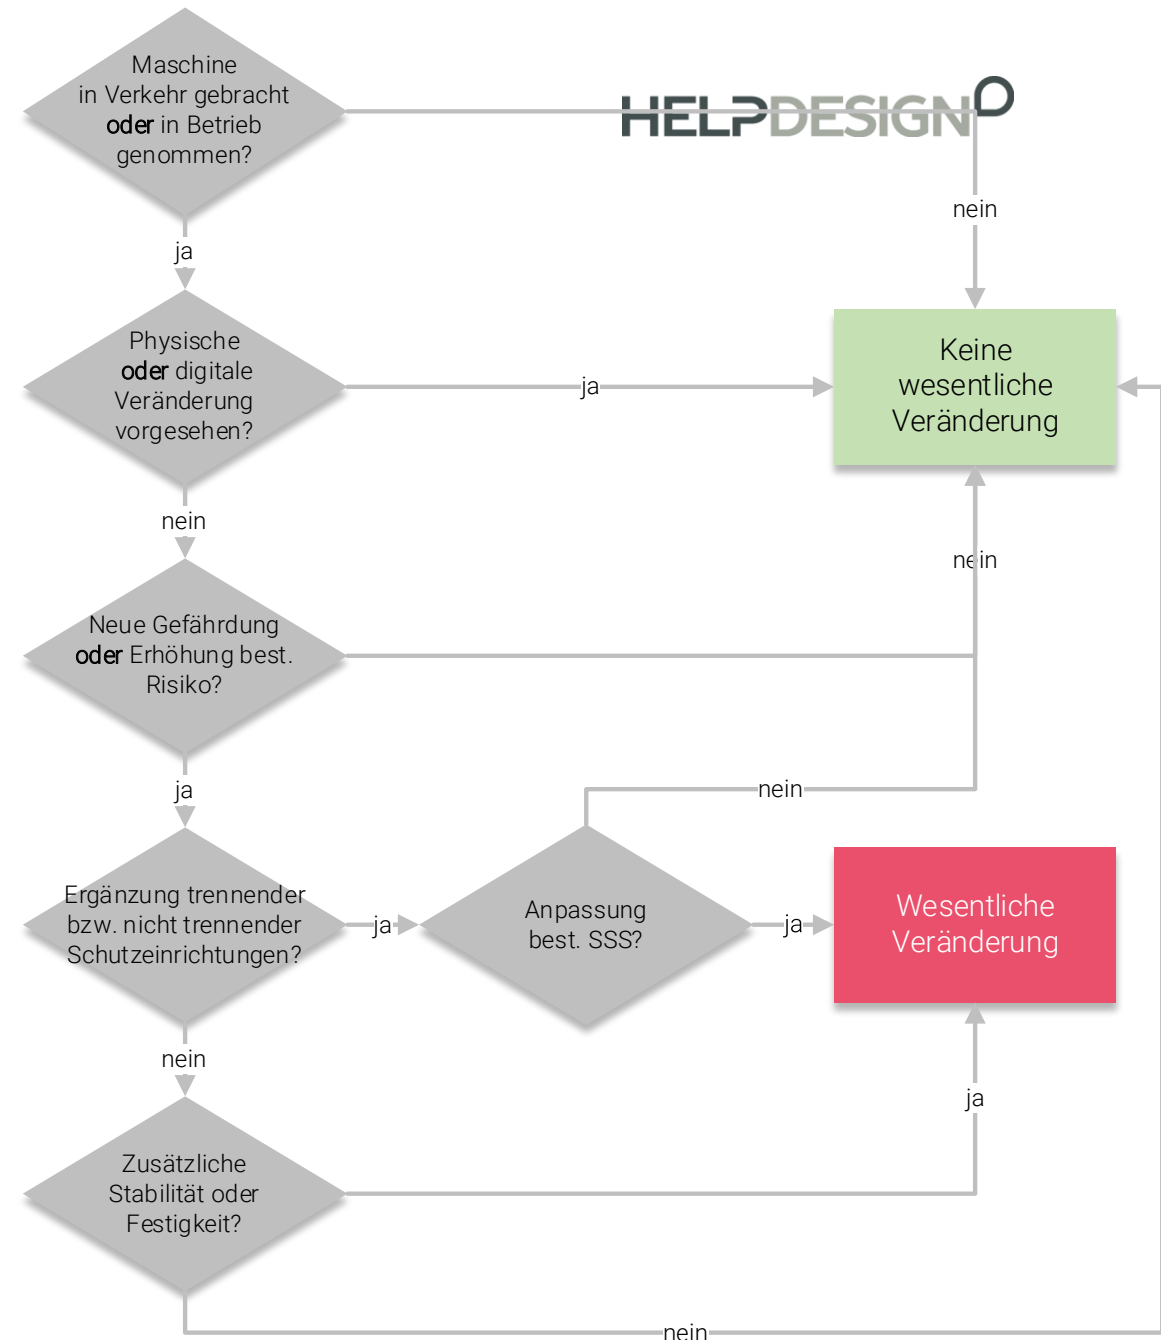 Maschine
in Verkehr gebracht
oder in Betrieb
genommen?
HELPDESIGN
nein
ja
Physische
oder digitale
Veränderung
vorgesehen?
ja
Keine
wesentliche
Veränderung
nein
nein
Neue Gefährdung
oder Erhöhung best.
Risiko?
ja
nein
Ergänzung trennender
bzw. nicht trennender
Schutzeinrichtungen?
ja
Anpassung
best. SSS?
ja
Wesentliche
Veränderung
nein
ja
Zusätzliche
Stabilität oder
Festigkeit?
nein